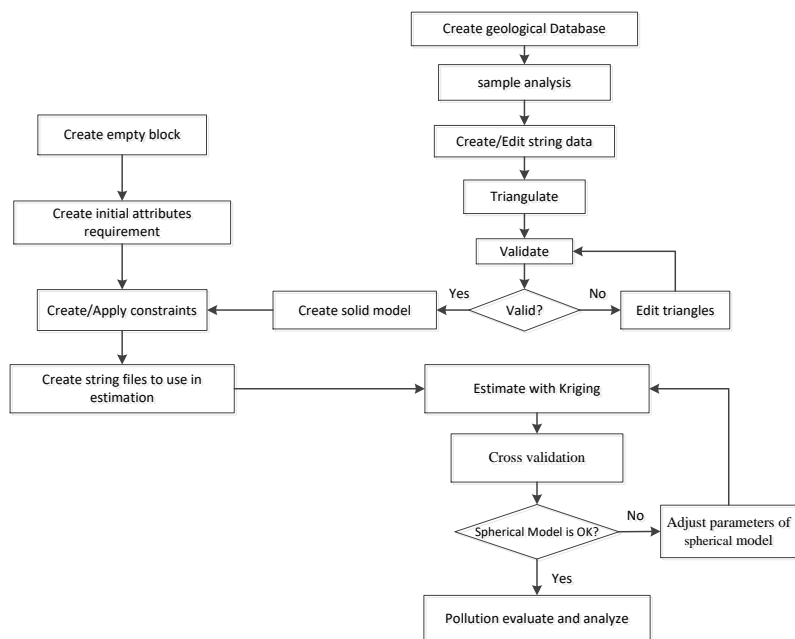 Create geological Database
sample analysis
Create empty block
Create/Edit string data
Triangulate
Create initial attributes
requirement
Validate
Yes
No
Create/Apply constraints
Create solid model
Valid?
Edit triangles
Create string files to use in
estimation
Estimate with Kriging
Cross validation
Spherical Model is OK?
No
Adjust parameters of
spherical model
Yes
Pollution evaluate and analyze